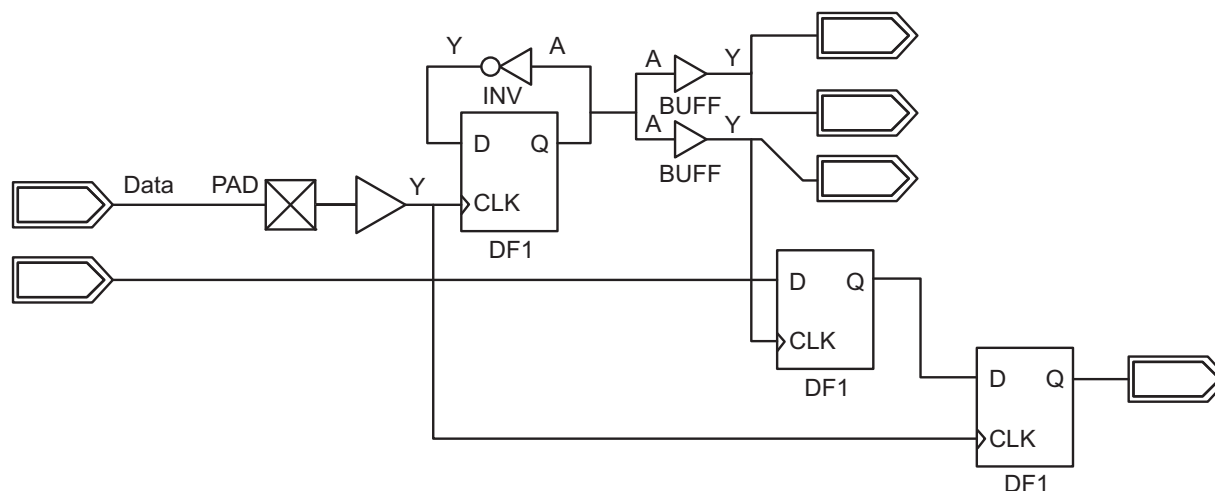 Y A
INV
A Y
BUFF
A Y
BUFF
D Q
CLK
DF1
Data PAD Y
D Q
CLK
DF1
D Q
CLK
DF1